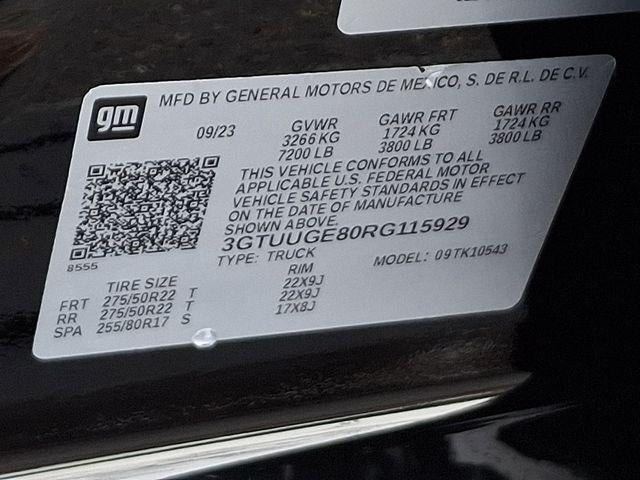 gm
MFD BY GENERAL MOTORS DE MEXICO, S. DE R.L. DE C.V.
09/23 GVWR GAWR FRT GAWR RR
3266 KG 1724 KG 1724 KG
7200 LB 3800 LB 3800 LB
THIS VEHICLE CONFORMS TO ALL
APPLICABLE U.S. FEDERAL MOTOR
VEHICLE SAFETY STANDARDS IN EFFECT
ON THE DATE OF MANUFACTURE
SHOWN ABOVE.
3GTUUGE80RG115929
8555
TYPE: TRUCK MODEL: 09TK10543
TIRE SIZE RIM
FRT 275/50R22 T 22X9J
RR 275/50R22 T 22X9J
SPA 255/80R17 S 17X8J